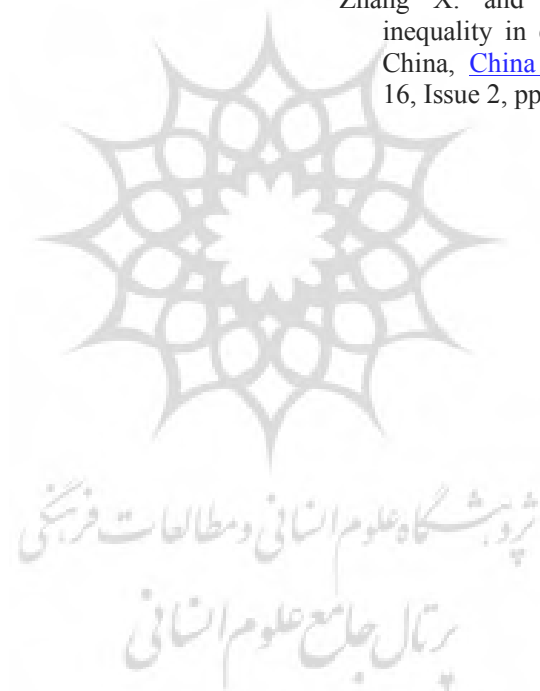 Zhang X. and
inequality in
China, China
16, Issue 2, pp
پژوهشگاه علوم انسانی و مطالعات فرهنگی
پرتال جامع علوم انسانی